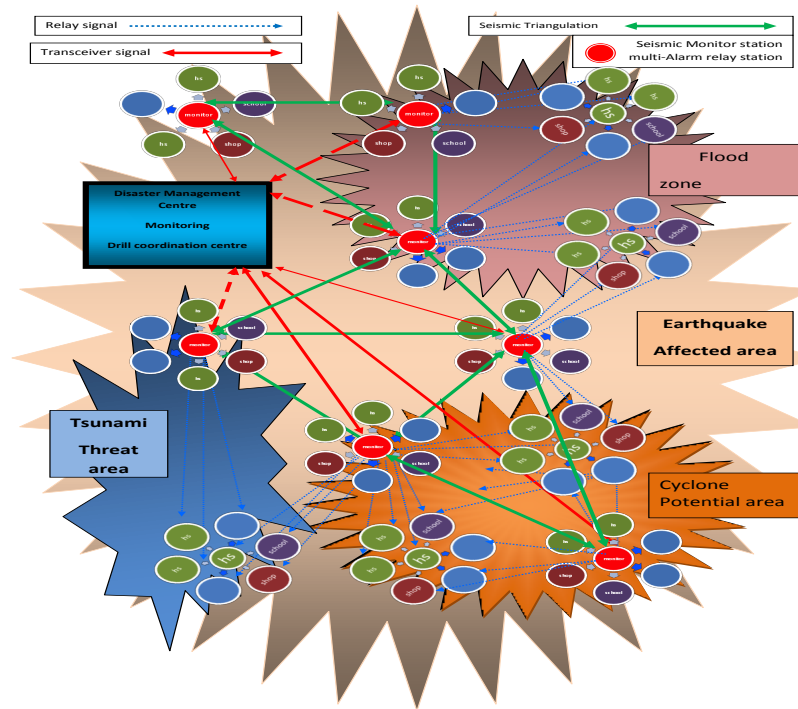 Relay signal
Seismic Triangulation
Transceiver signal
Seismic Monitor station
multi-Alarm relay station
hs
school
monitor
hs
shop
hs
hs
monitor
shop
school
hs
hs
shop
hs
school
Flood
zone
Disaster Management
Centre
Monitoring
Drill coordination centre
hs
hs
school
monitor
shop
hs
school
hs
hs
shop
school
monitor
shop
monitor
shop
school
Earthquake
Affected area
Tsunami
Threat
area
monitor
shop
school
school
hs
shop
hs
hs
Cyclone
Potential area
hs
school
hs
hs
shop
school
hs
hs
hs
shop
hs
monitor
shop
school